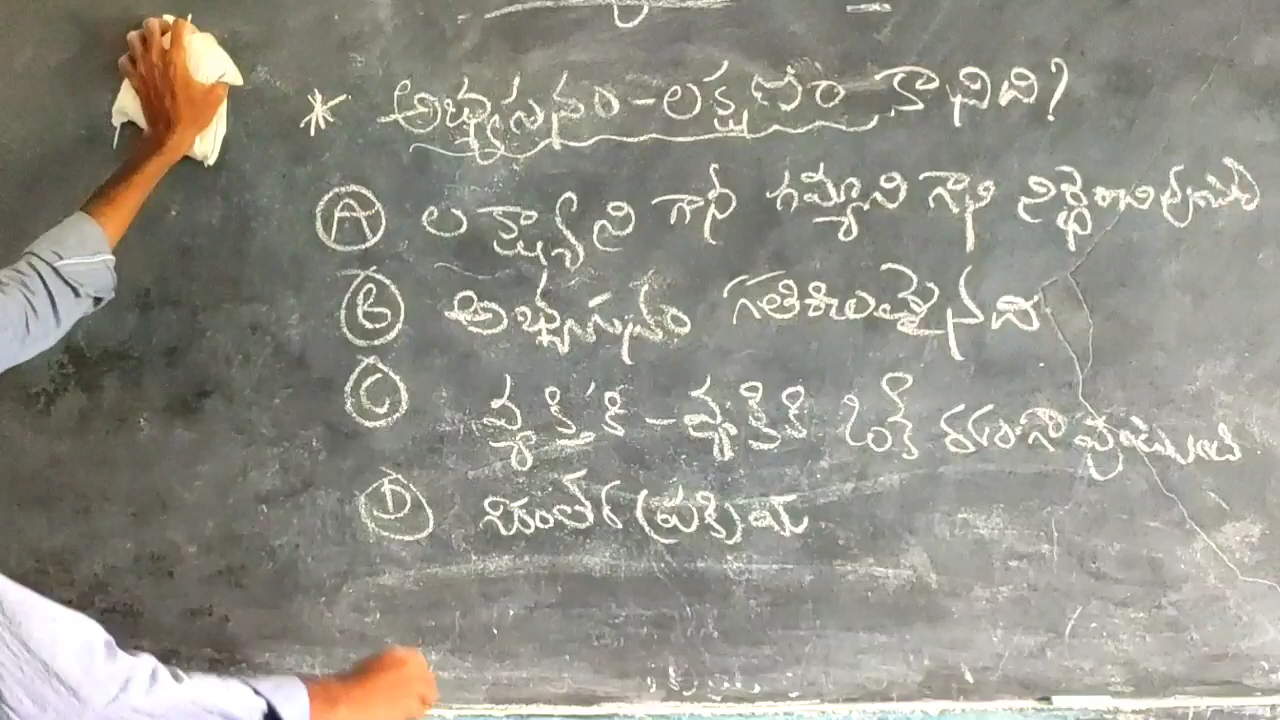 * అభ్యసనం - లక్షణం కానిది?
A లక్ష్యాన్ని గానీ గమ్యాన్ని గానీ
B అభ్యసనం గతిశీలమైనది
C వ్యక్తికి - వ్యక్తికి ఒకే రకంగా వుంటుంది
D నిరంతర ప్రక్రియ